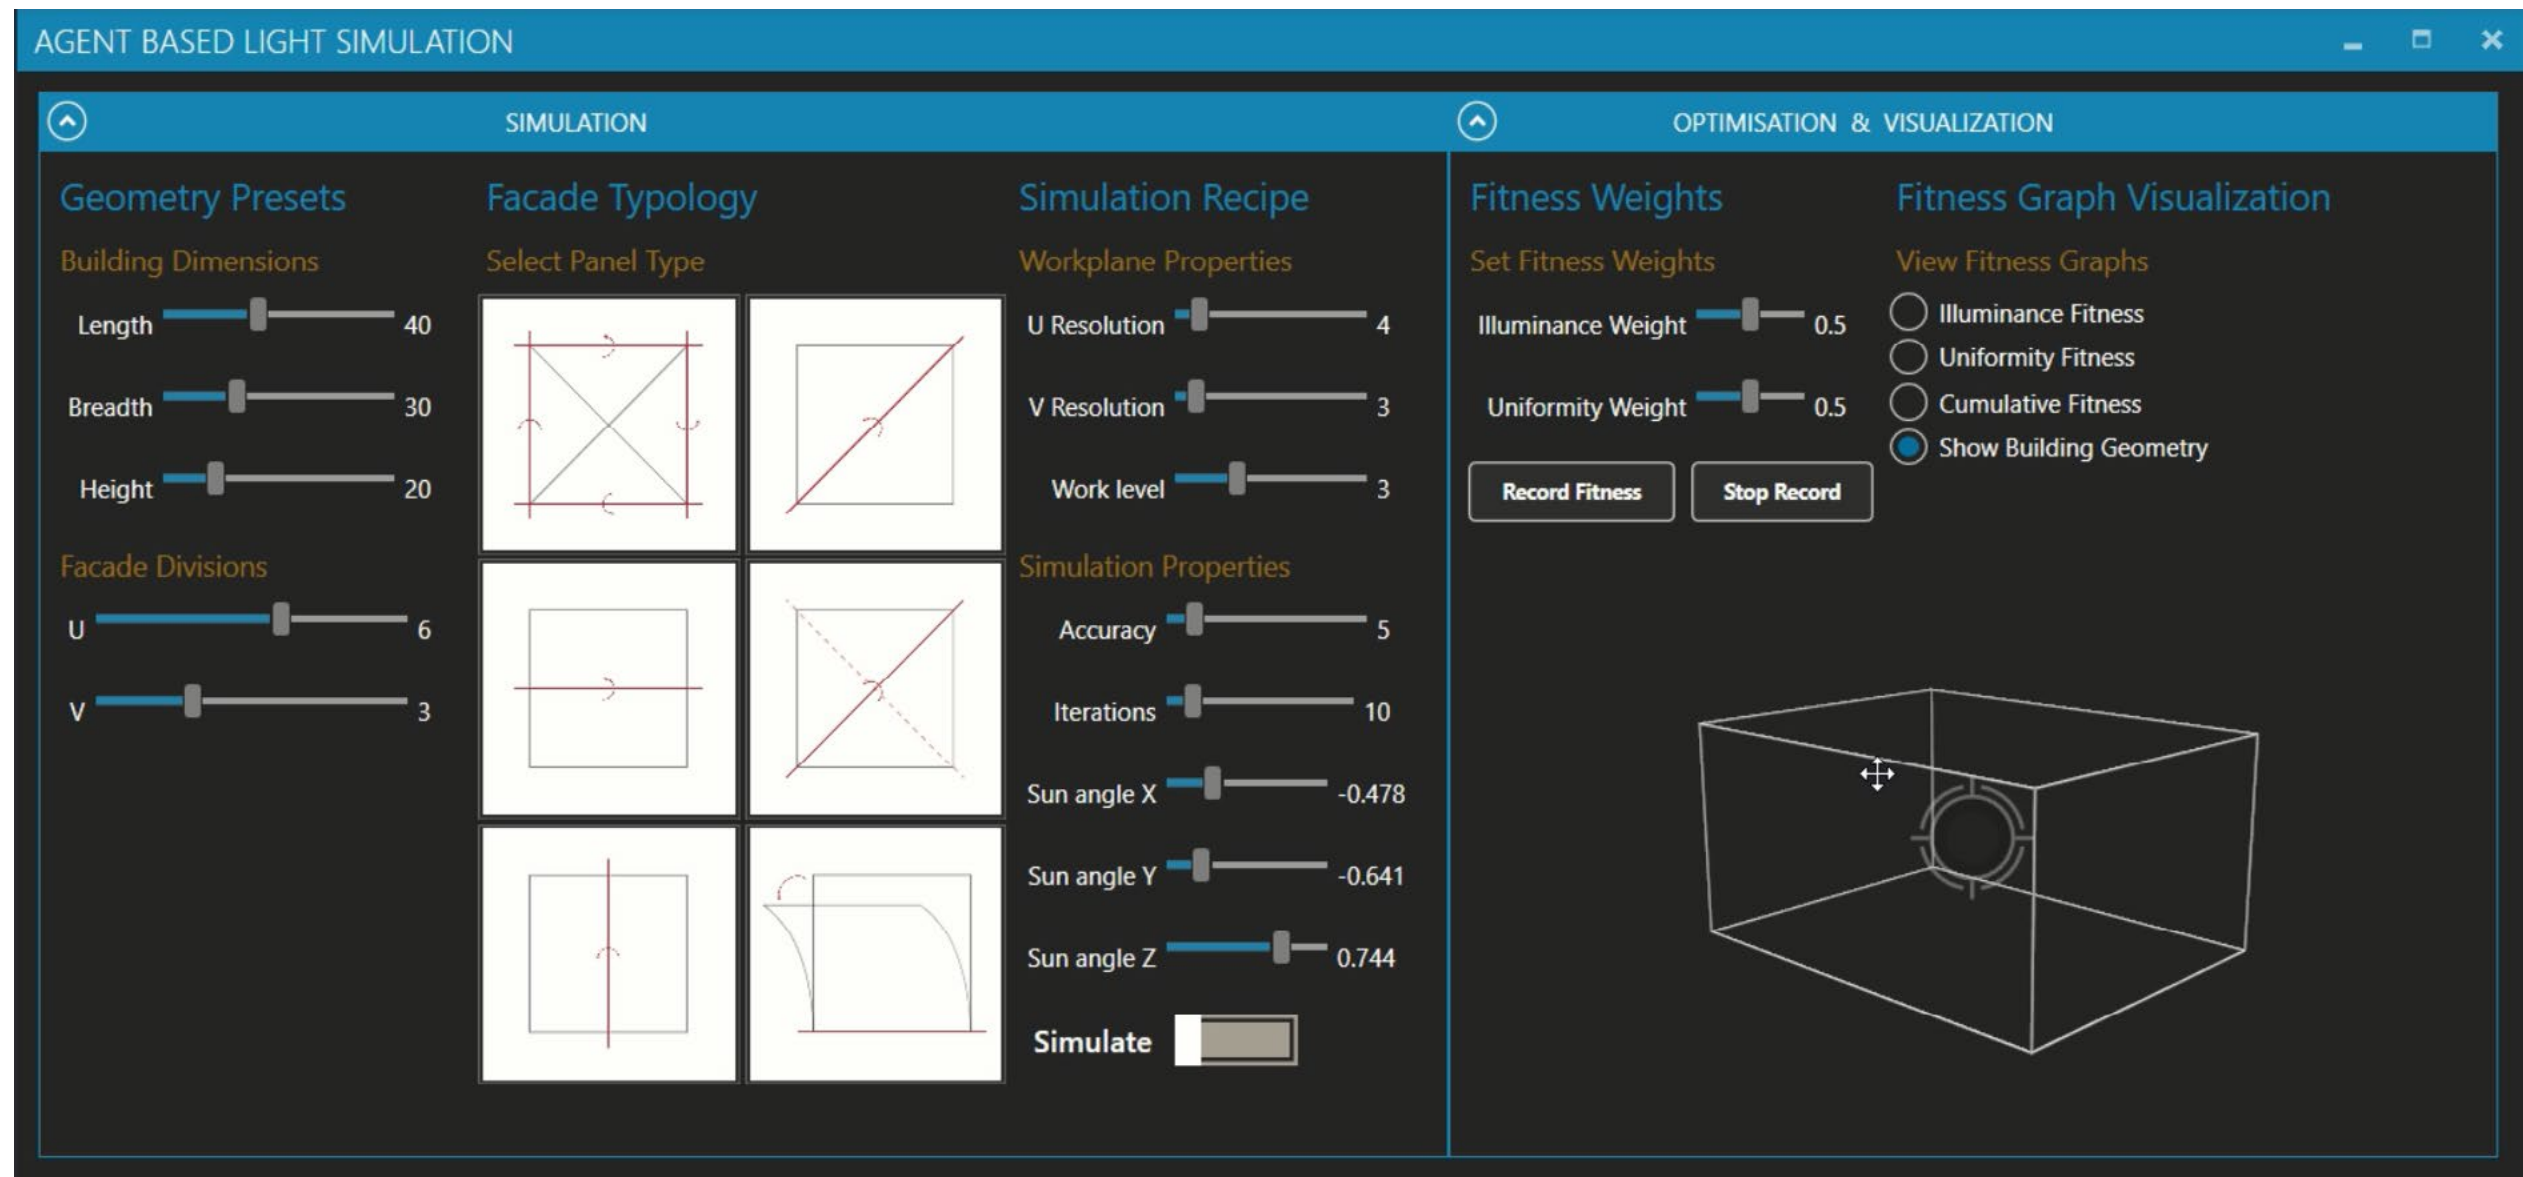 AGENT BASED LIGHT SIMULATION
SIMULATION
Geometry Presets
Building Dimensions
Length 40
Breadth 30
Height 20
Facade Divisions
U 6
V 3
Facade Typology
Select Panel Type
Simulation Recipe
Workplane Properties
U Resolution 4
V Resolution 3
Work level 3
Simulation Properties
Accuracy 5
Iterations 10
Sun angle X -0.478
Sun angle Y -0.641
Sun angle Z 0.744
Simulate
OPTIMISATION & VISUALIZATION
Fitness Weights
Set Fitness Weights
Illuminance Weight 0.5
Uniformity Weight 0.5
Record Fitness Stop Record
Fitness Graph Visualization
View Fitness Graphs
Illuminance Fitness
Uniformity Fitness
Cumulative Fitness
Show Building Geometry